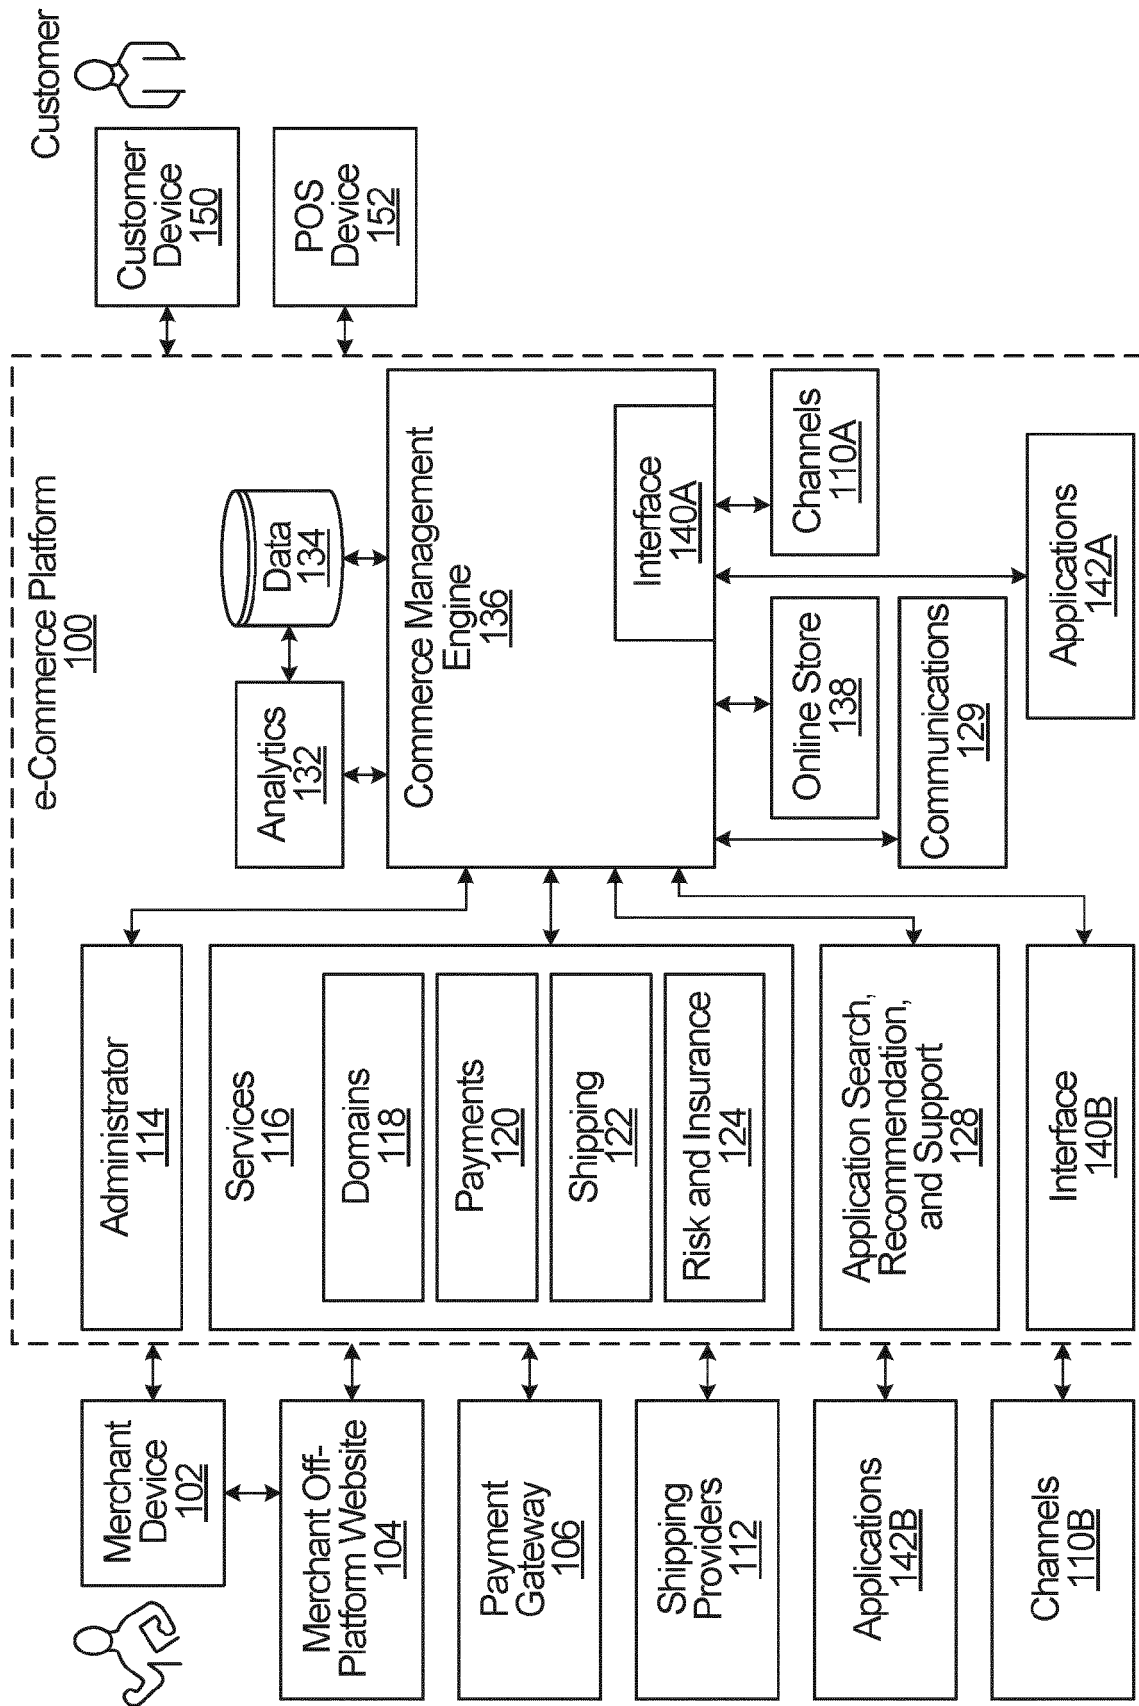 Customer
e-Commerce Platform
100
Merchant
Device
102
Merchant Off-
Platform Website
104
Payment
Gateway
106
Shipping
Providers
112
Applications
142B
Channels
110B
Administrator
114
Services
116
Domains
118
Payments
120
Shipping
122
Risk and Insurance
124
Application Search,
Recommendation,
and Support
128
Interface
140B
Analytics
132
Data
134
Commerce Management
Engine
136
Interface
140A
Online Store
138
Channels
110A
Communications
129
Applications
142A
Customer
Device
150
POS
Device
152